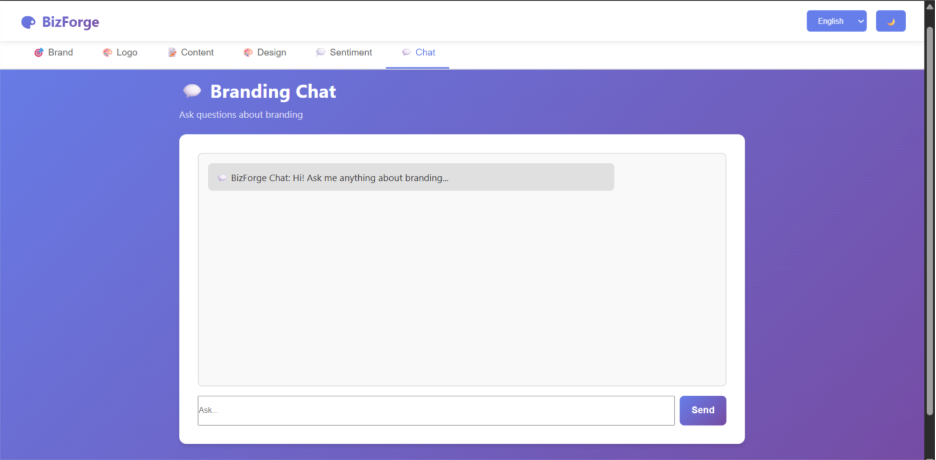 BizForge
English
Brand Logo Content Design Sentiment Chat
Branding Chat
Ask questions about branding
BizForge Chat: Hi! Ask me anything about branding...
Ask...
Send